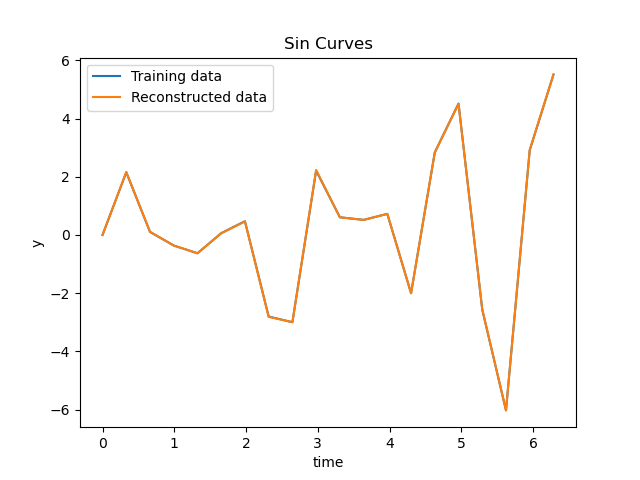 Sin Curves
Training data
Reconstructed data
6
4
2
0
−2
−4
−6
y
0 1 2 3 4 5 6
time